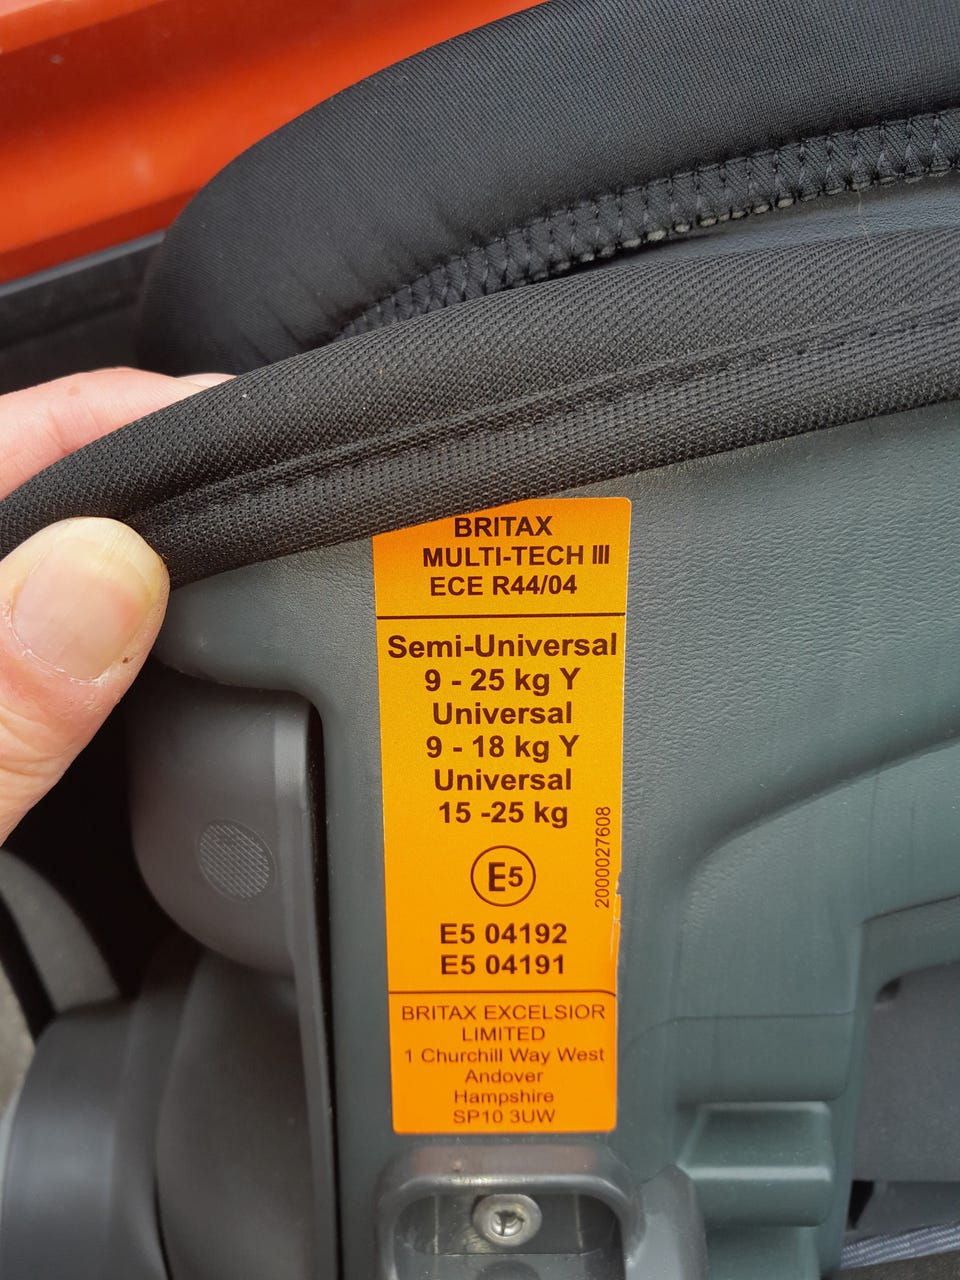 BRITAX
MULTI-TECH III
ECE R44/04
Semi-Universal
9 - 25 kg Y
Universal
9 - 18 kg Y
Universal
15 -25 kg
E5
2000027608
E5 04192
E5 04191
BRITAX EXCELSIOR
LIMITED
1 Churchill Way West
Andover
Hampshire
SP10 3UW